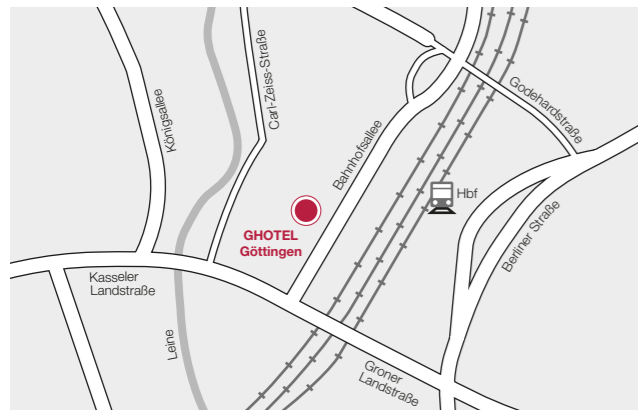 Königsallee
Carl-Zeiss-Straße
Bahnhofsallee
Godehardstraße
Hbf
GHOTEL
Göttingen
Berliner Straße
Kasseler
Landstraße
Leine
Groner
Landstraße